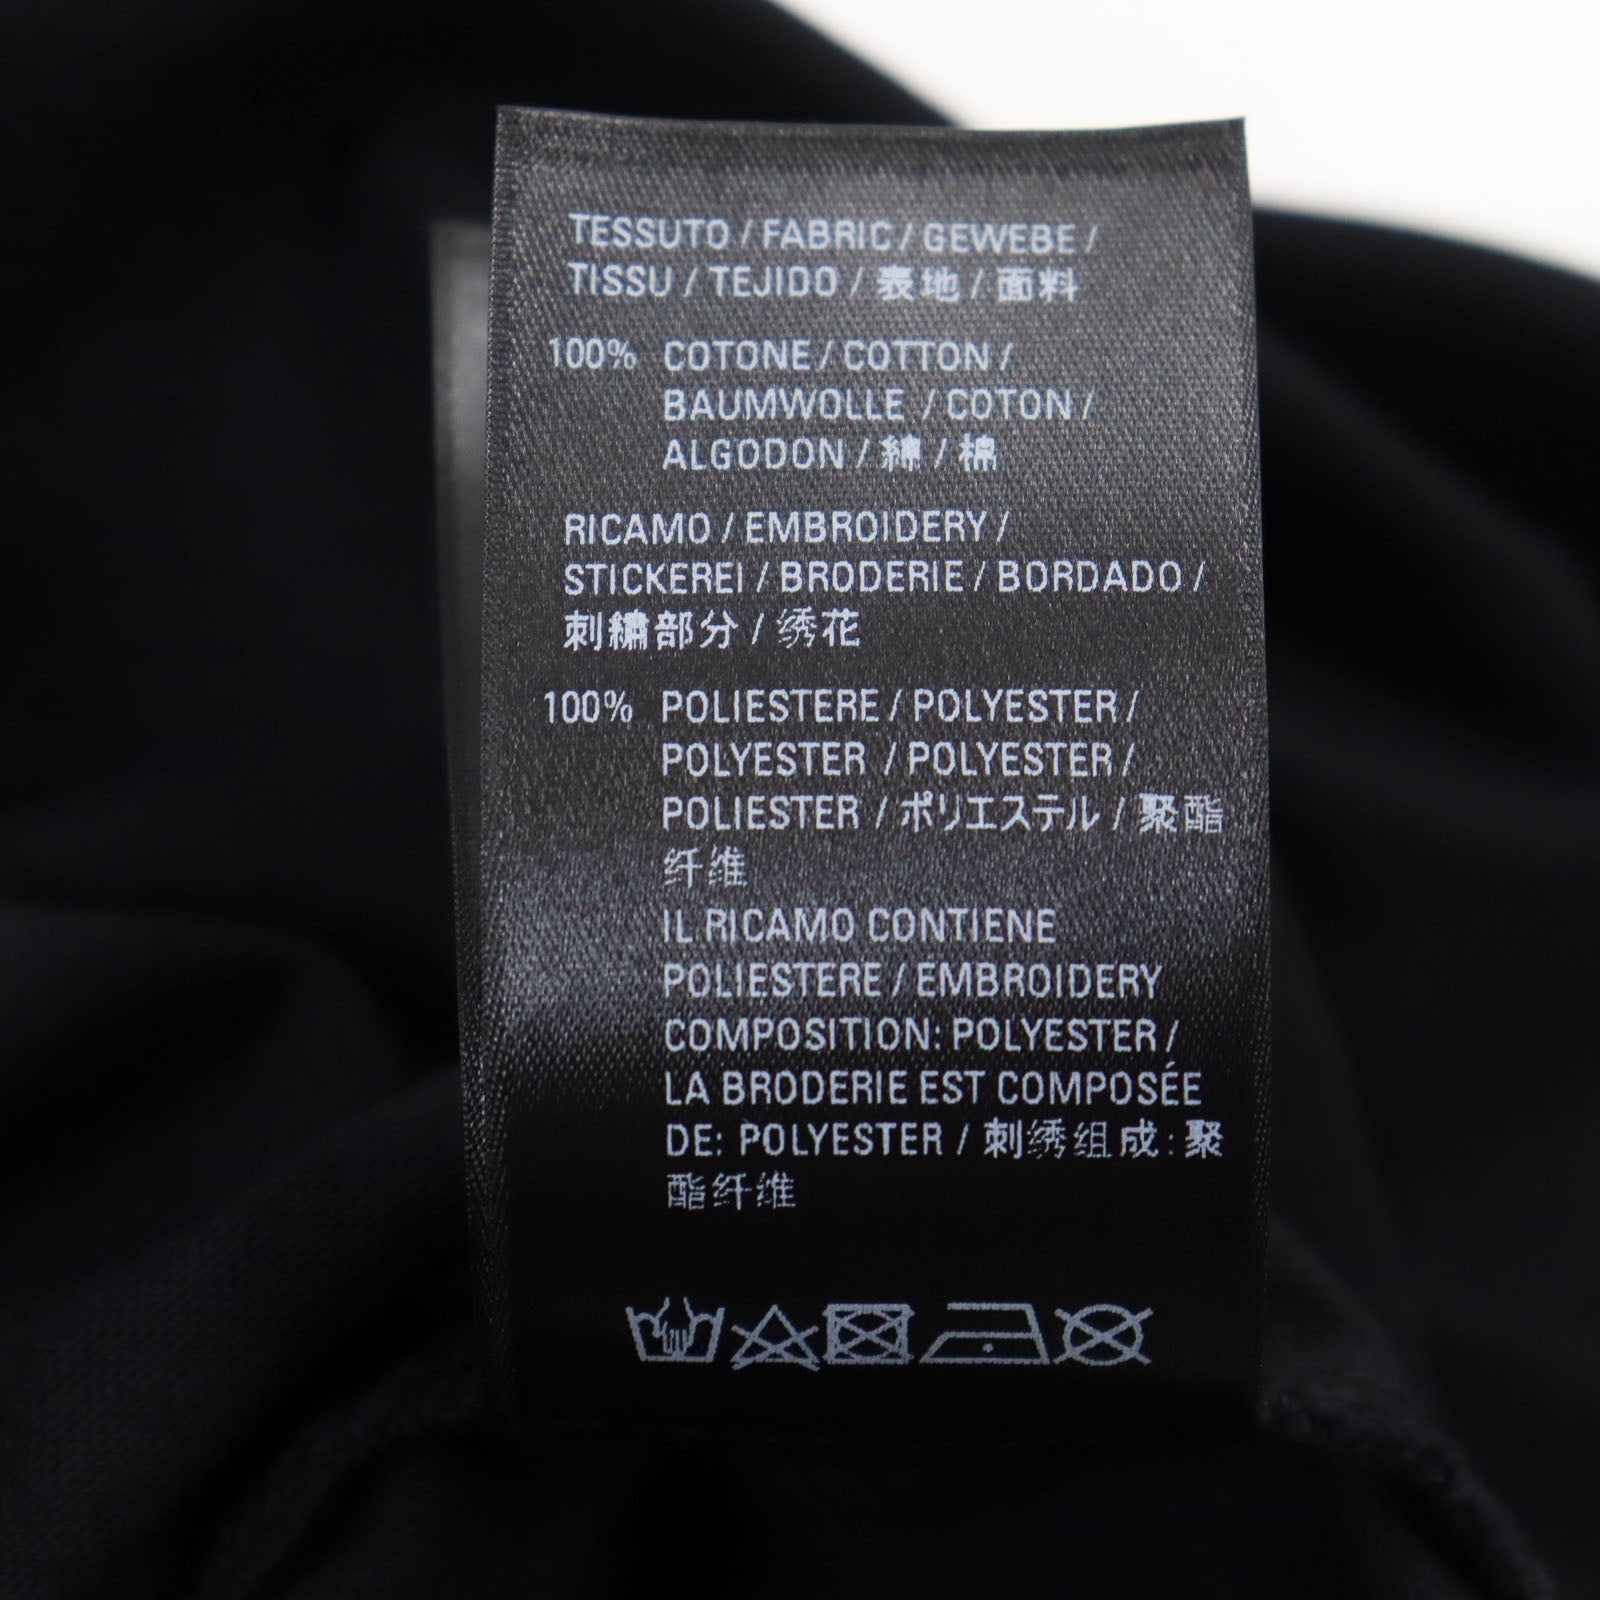 TESSUTO / FABRIC / GEWEBE /
TISSU / TEJIDO / 表地 / 面料
100% COTONE / COTTON /
BAUMWOLLE / COTON /
ALGODON / 綿 / 棉
RICAMO / EMBROIDERY /
STICKEREI / BRODERIE / BORDADO /
刺繍部分 / 绣花
100% POLIESTERE / POLYESTER /
POLYESTER / POLYESTER /
POLIESTER / ポリエステル / 聚酯
纤维
IL RICAMO CONTIENE
POLIESTERE / EMBROIDERY
COMPOSITION: POLYESTER /
LA BRODERIE EST COMPOSÉE
DE: POLYESTER / 刺绣组成: 聚
酯纤维